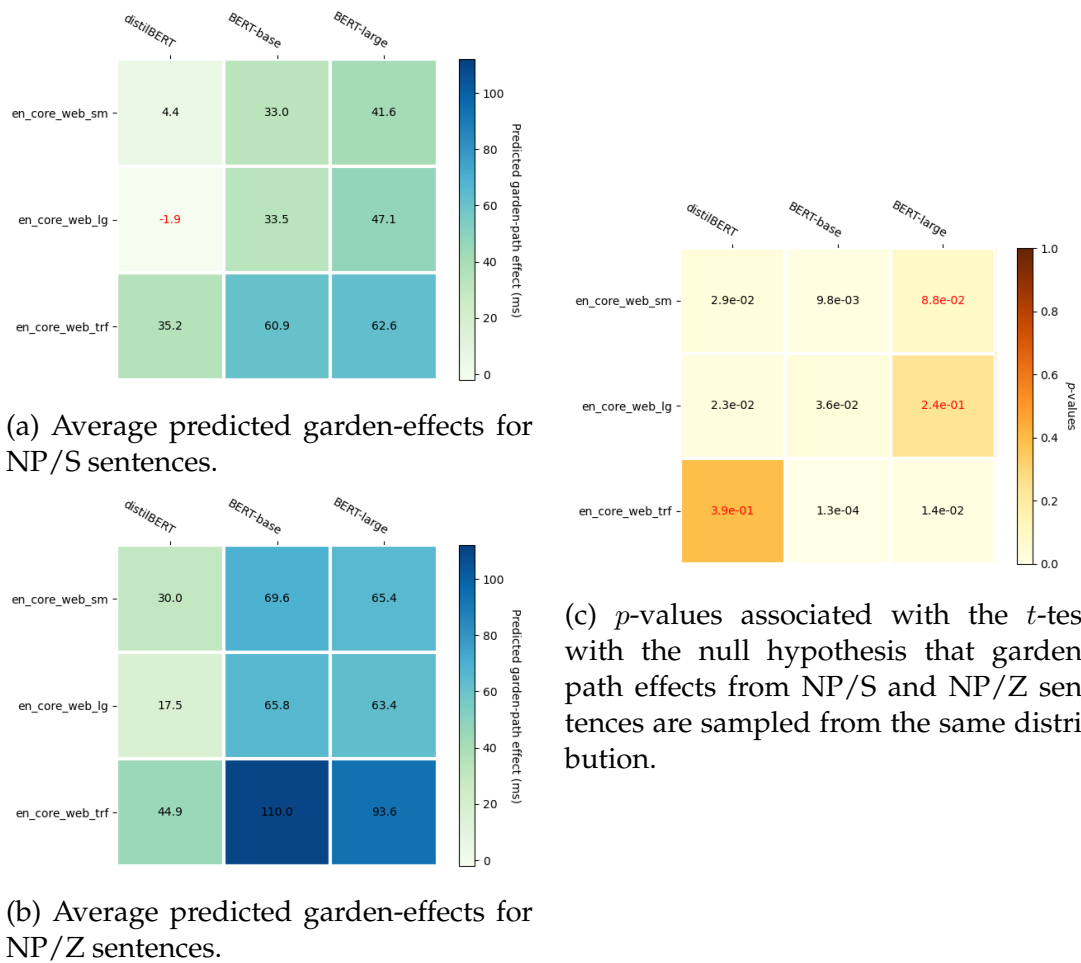 distilBERT
BERT-base
BERT-large
en_core_web_sm
4.4
33.0
41.6
en_core_web_lg
-1.9
33.5
47.1
en_core_web_trf
35.2
60.9
62.6
100
80
60
40
20
0
Predicted garden-path effect (ms)
(a) Average predicted garden-effects for
NP/S sentences.
distilBERT
BERT-base
BERT-large
en_core_web_sm
30.0
69.6
65.4
en_core_web_lg
17.5
65.8
63.4
en_core_web_trf
44.9
110.0
93.6
100
80
60
40
20
0
Predicted garden-path effect (ms)
(b) Average predicted garden-effects for
NP/Z sentences.
distilBERT
BERT-base
BERT-large
en_core_web_sm
2.9e-02
9.8e-03
8.8e-02
en_core_web_lg
2.3e-02
3.6e-02
2.4e-01
en_core_web_trf
3.9e-01
1.3e-04
1.4e-02
1.0
0.8
0.6
0.4
0.2
0.0
p-values
(c) p-values associated with the t-tes
with the null hypothesis that garden
path effects from NP/S and NP/Z sen
tences are sampled from the same distri
bution.